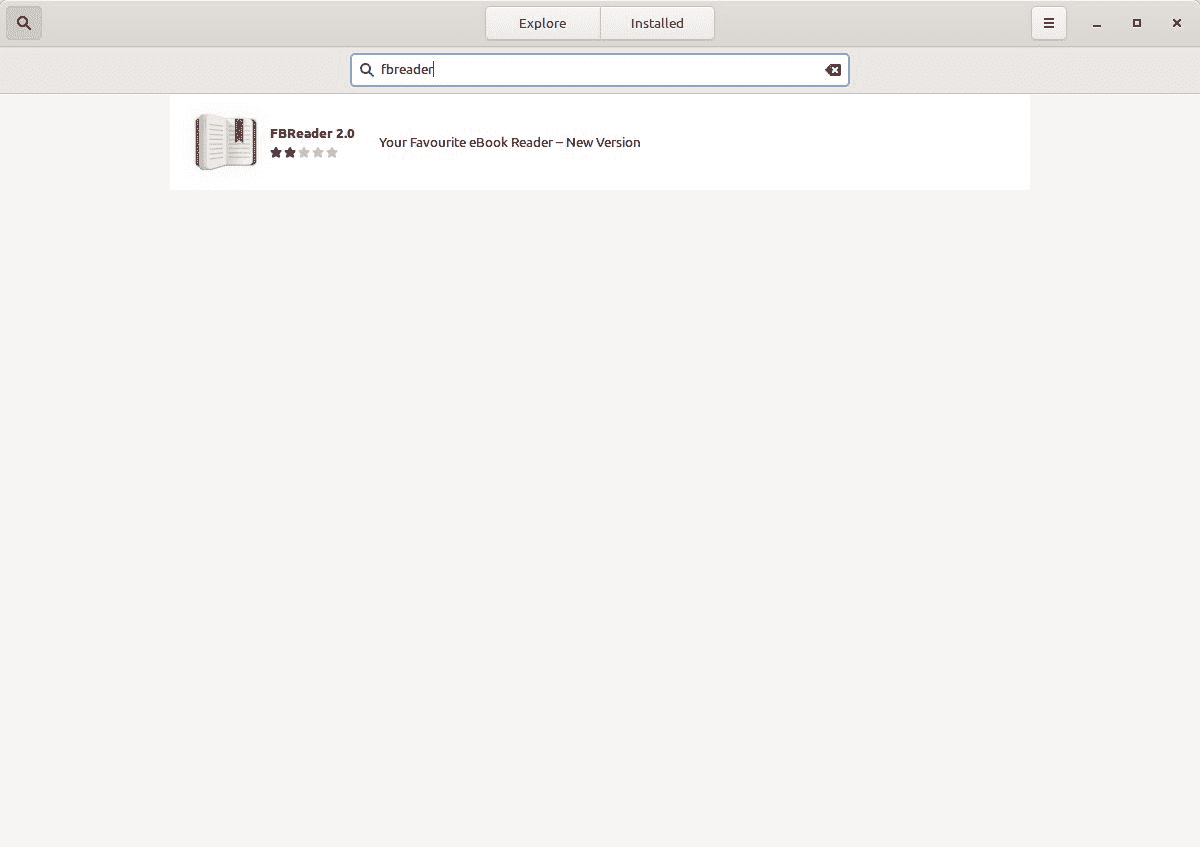 Explore
Installed
fbreader
FBReader 2.0
Your Favourite eBook Reader – New Version